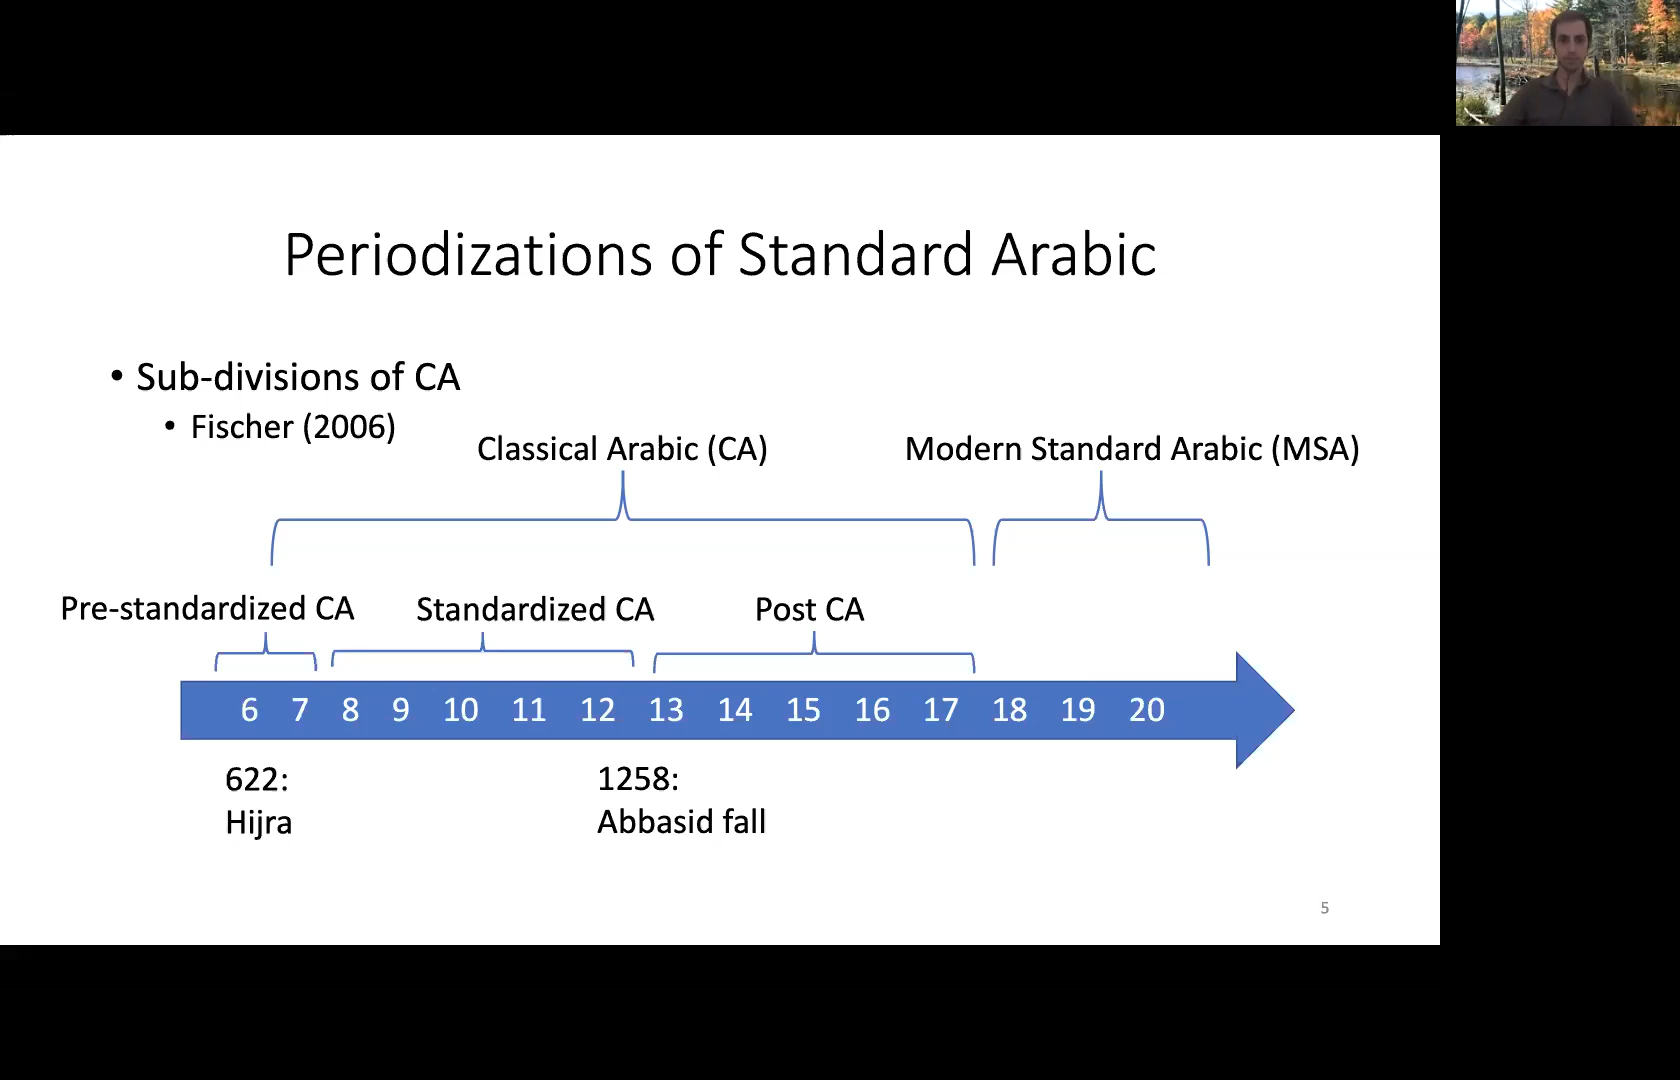 Periodizations of Standard Arabic
• Sub-divisions of CA
• Fischer (2006)
Classical Arabic (CA)
Modern Standard Arabic (MSA)
Pre-standardized CA
Standardized CA
Post CA
6 7 8 9 10 11 12 13 14 15 16 17 18 19 20
622:
Hijra
1258:
Abbasid fall
5